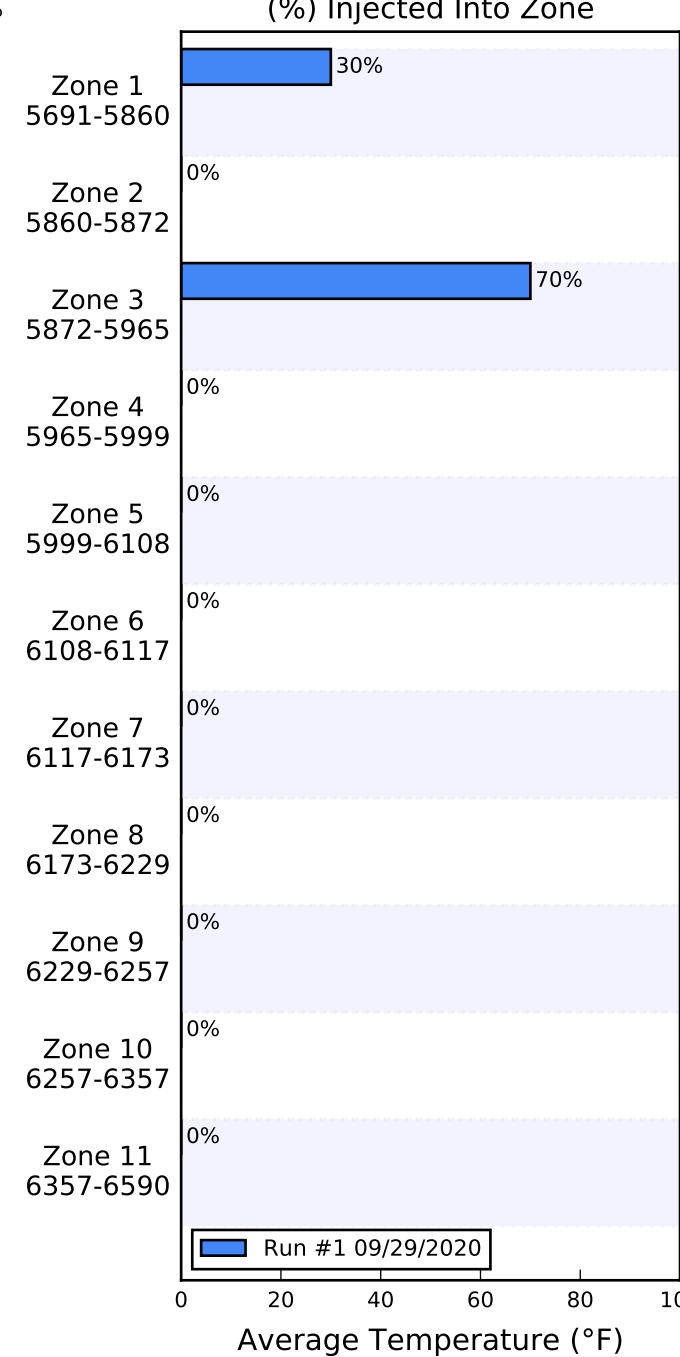 (%) Injected Into Zone
Zone 1
5691-5860
30%
Zone 2
5860-5872
0%
Zone 3
5872-5965
70%
Zone 4
5965-5999
0%
Zone 5
5999-6108
0%
Zone 6
6108-6117
0%
Zone 7
6117-6173
0%
Zone 8
6173-6229
0%
Zone 9
6229-6257
0%
Zone 10
6257-6357
0%
Zone 11
6357-6590
0%
Run #1 09/29/2020
0 20 40 60 80
Average Temperature (°F)